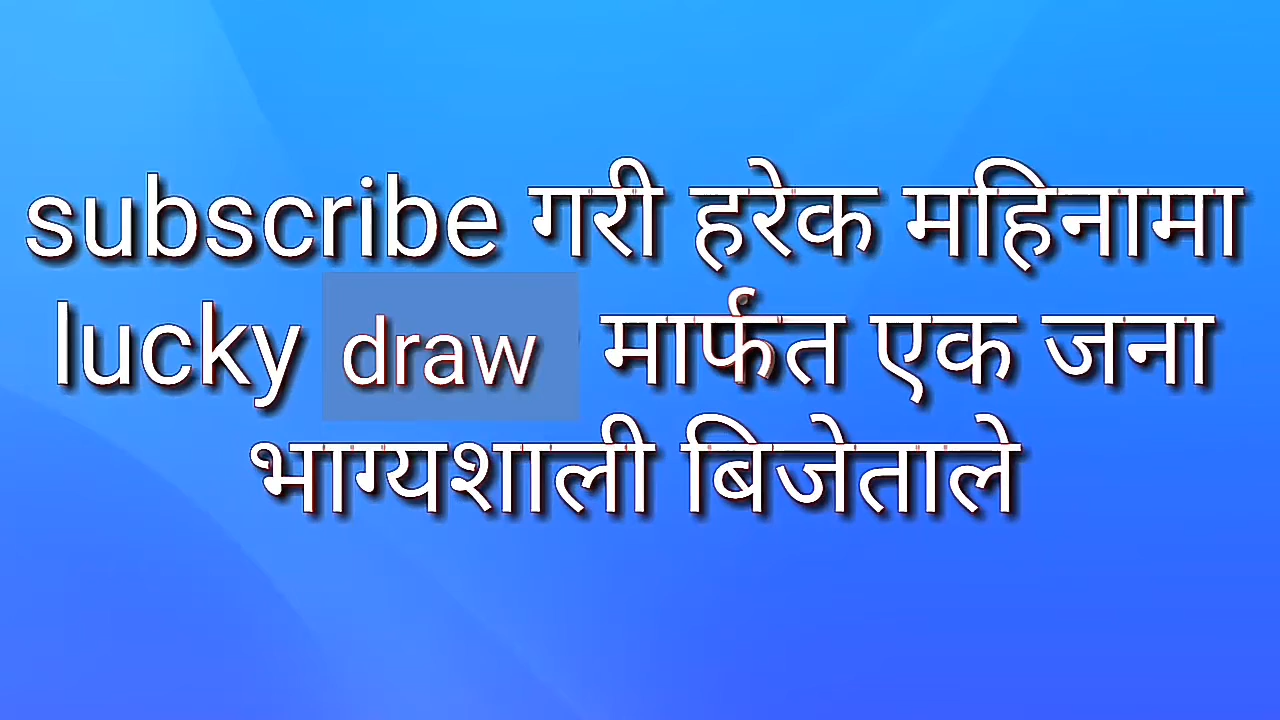 subscribe गरी हरेक महिनामा
lucky draw मार्फत एक जना
भाग्यशाली बिजेताले